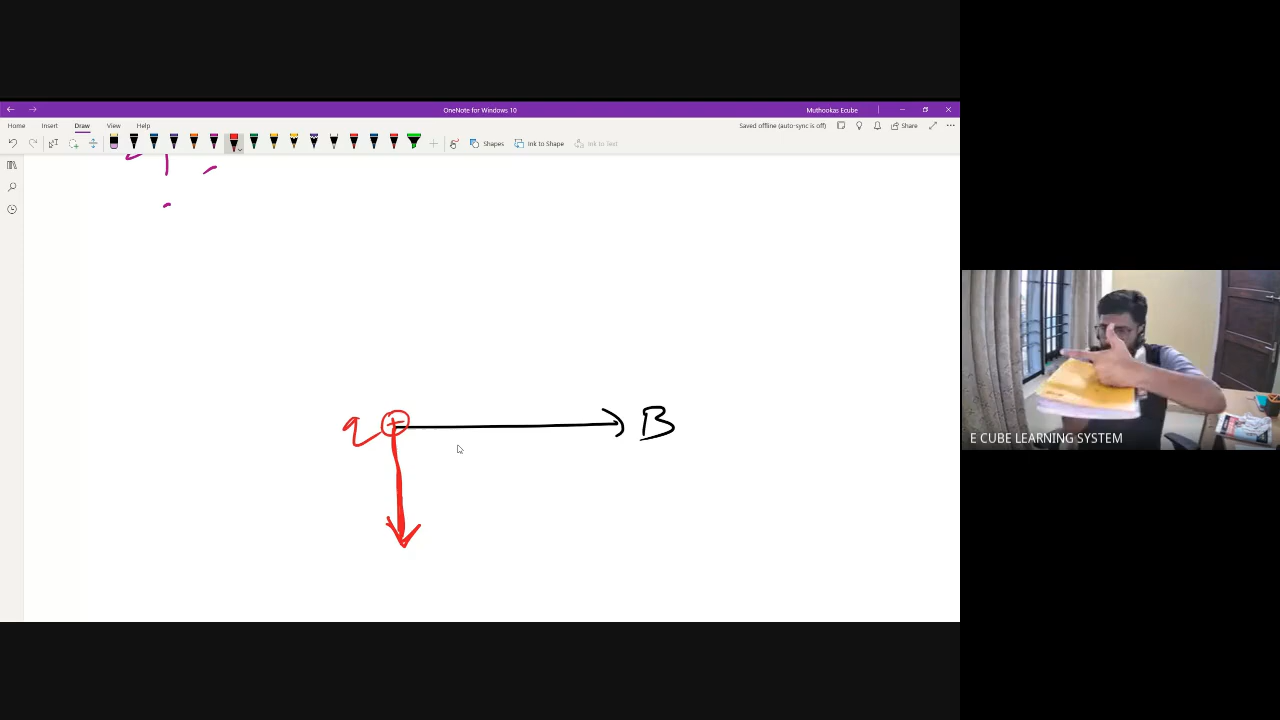 OneNote for Windows 10
Muthookas Ecube
Home Insert Draw View Help
Saved offline (auto-sync is off)
Share
Shapes
Ink to Shape
Ink to Text
q + B
E CUBE LEARNING SYSTEM